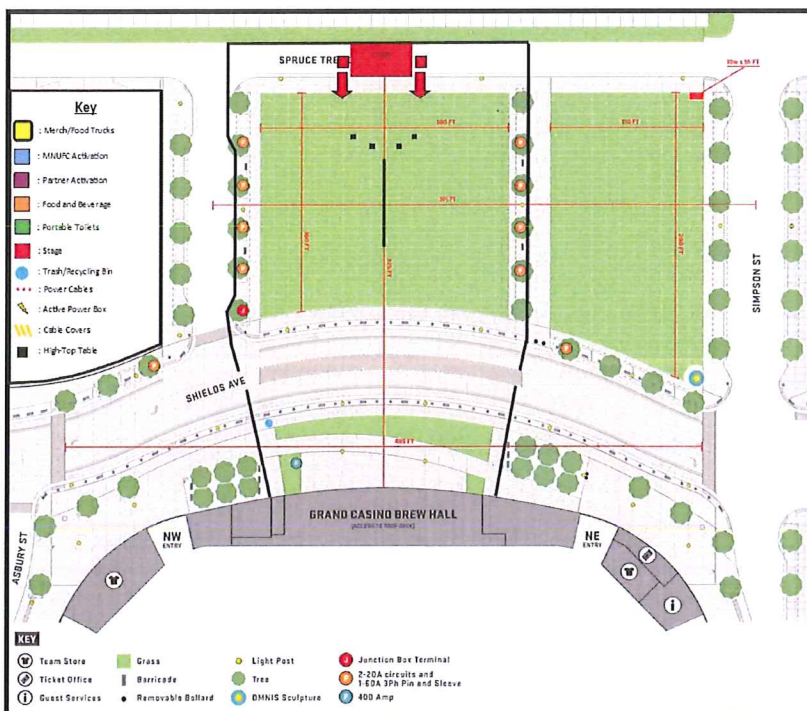 SPRUCE TRE
Key
: Merch/Food Trucks
: MNUFC Activation
: Partner Activation
: Food and Beverage
: Portable Toilets
: Stage
: Trash/Recycling Bin
: Power Cables
: Active Power Box
: Cable Covers
: High-Top Table
SIMPSON ST
SHIELDS AVE
ASBURY ST
GRAND CASINO BREW HALL
NW
ENTRY
NE
ENTRY
KEY
Team Store
Ticket Office
Guest Services
Grass
Barricade
Removable Bollard
Light Post
Tree
OMNIS Sculpture
J Junction Box Terminal
P 2-20A circuits and
1-60A 3Ph Pin and Sleeve
P 400 Amp